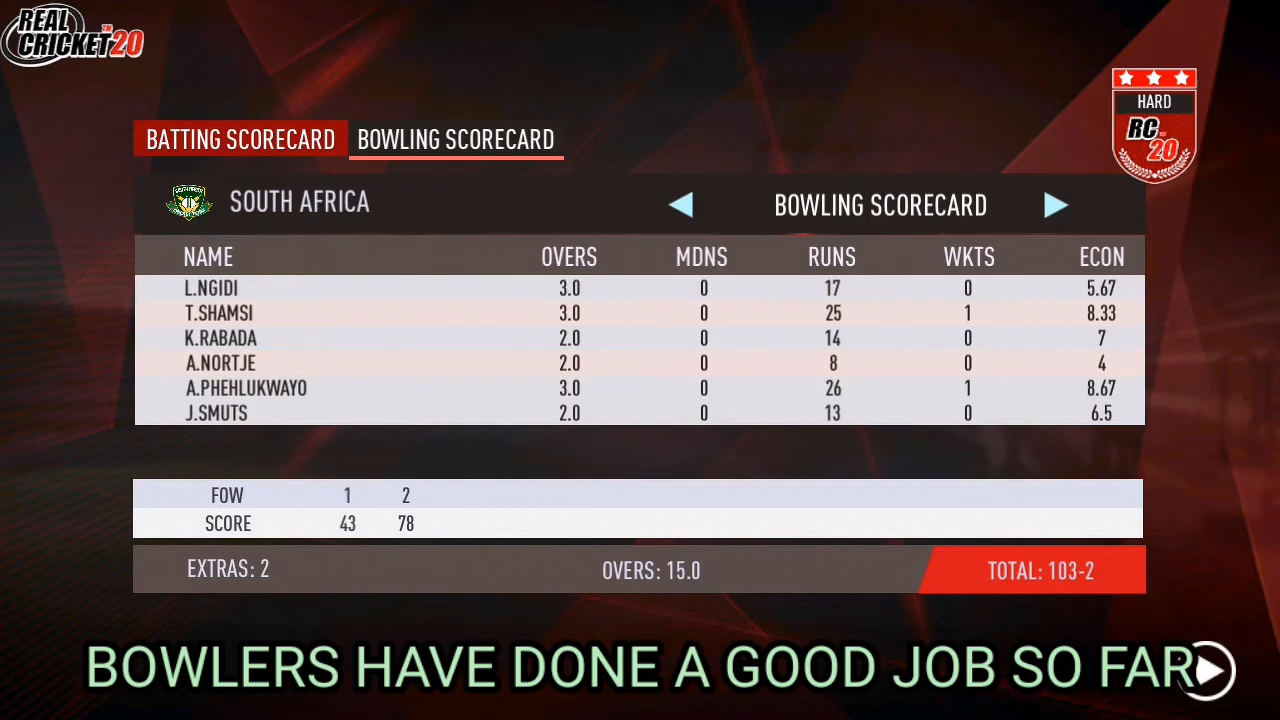 REAL
CRICKET 20
TM
HARD
RC
20
BATTING SCORECARD BOWLING SCORECARD
SOUTH AFRICA BOWLING SCORECARD
NAME OVERS MDNS RUNS WKTS ECON
L.NGIDI 3.0 0 17 0 5.67
T.SHAMSI 3.0 0 25 1 8.33
K.RABADA 2.0 0 14 0 7
A.NORTJE 2.0 0 8 0 4
A.PHEHLUKWAYO 3.0 0 26 1 8.67
J.SMUTS 2.0 0 13 0 6.5
FOW 1 2
SCORE 43 78
EXTRAS: 2 OVERS: 15.0 TOTAL: 103-2
BOWLERS HAVE DONE A GOOD JOB SO FAR